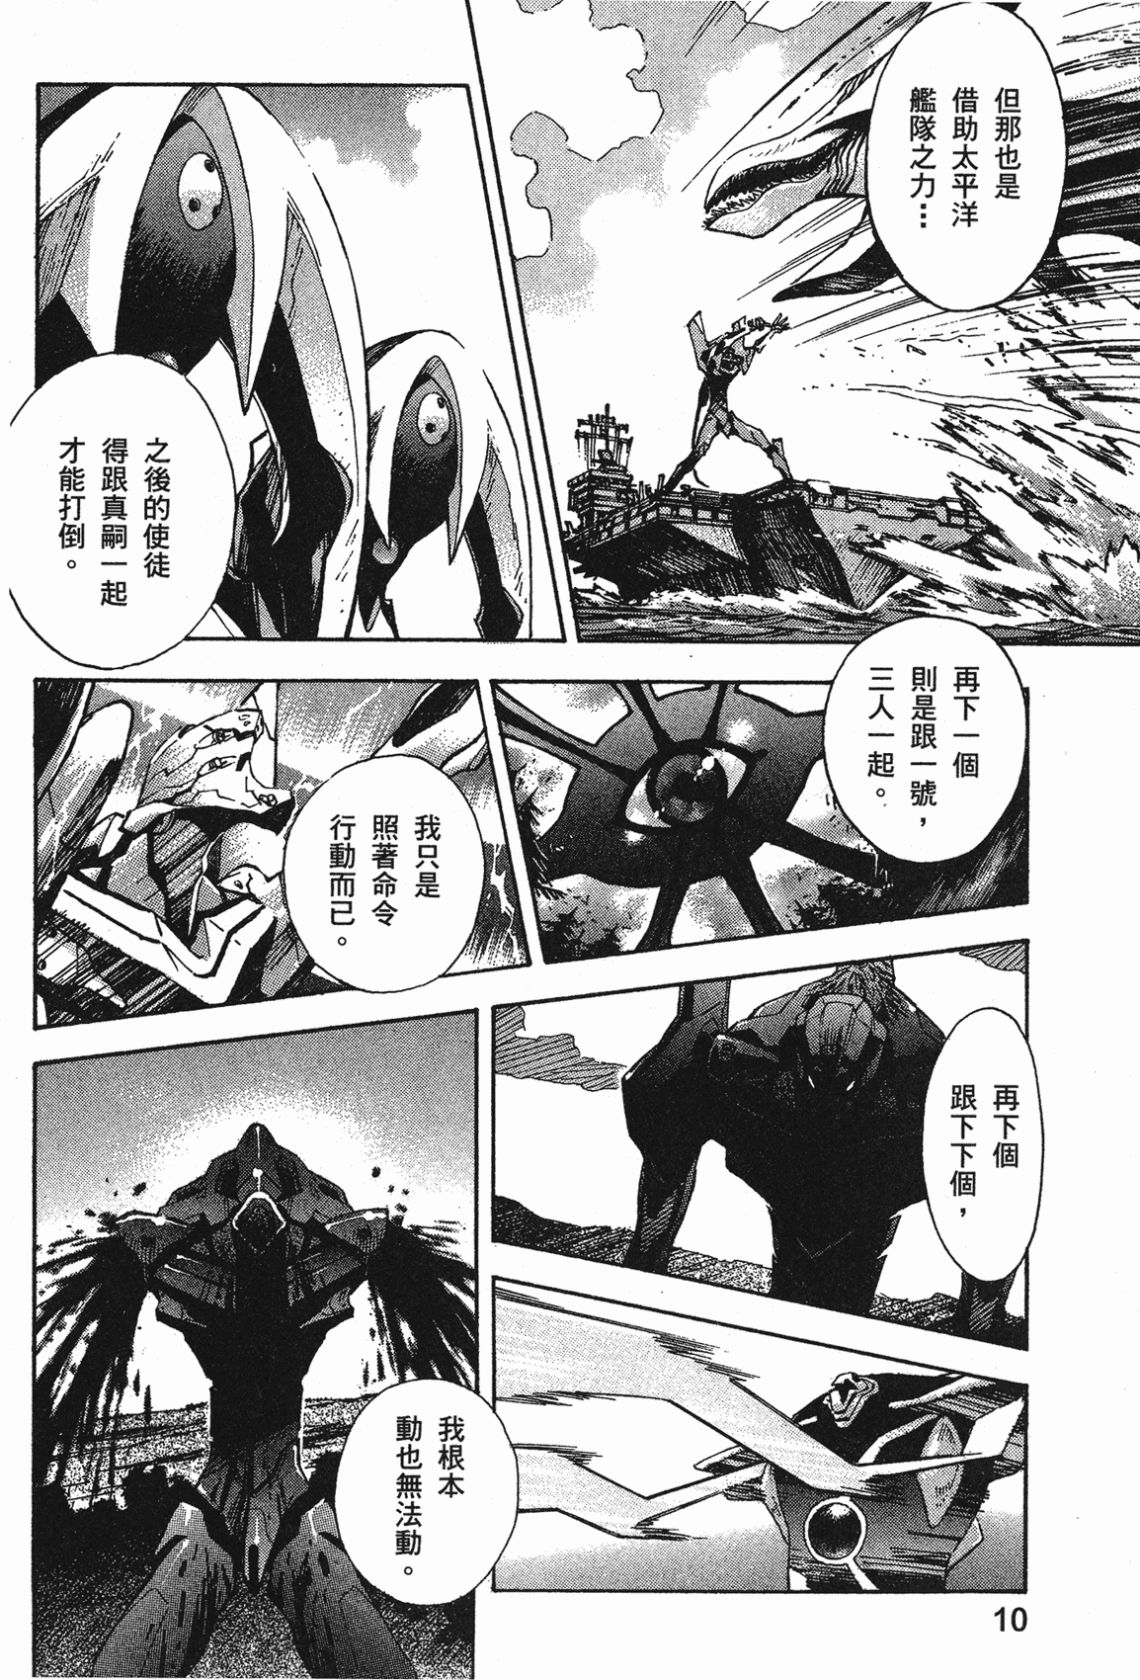 但那也是
借助太平洋
艦隊之力…
之後的使徒
得跟真嗣一起
才能打倒。
再下一個
則是跟一號，
三人一起。
我只是
照著命令
行動而已。
再下個
跟下下個，
我根本
動也無法動。
10